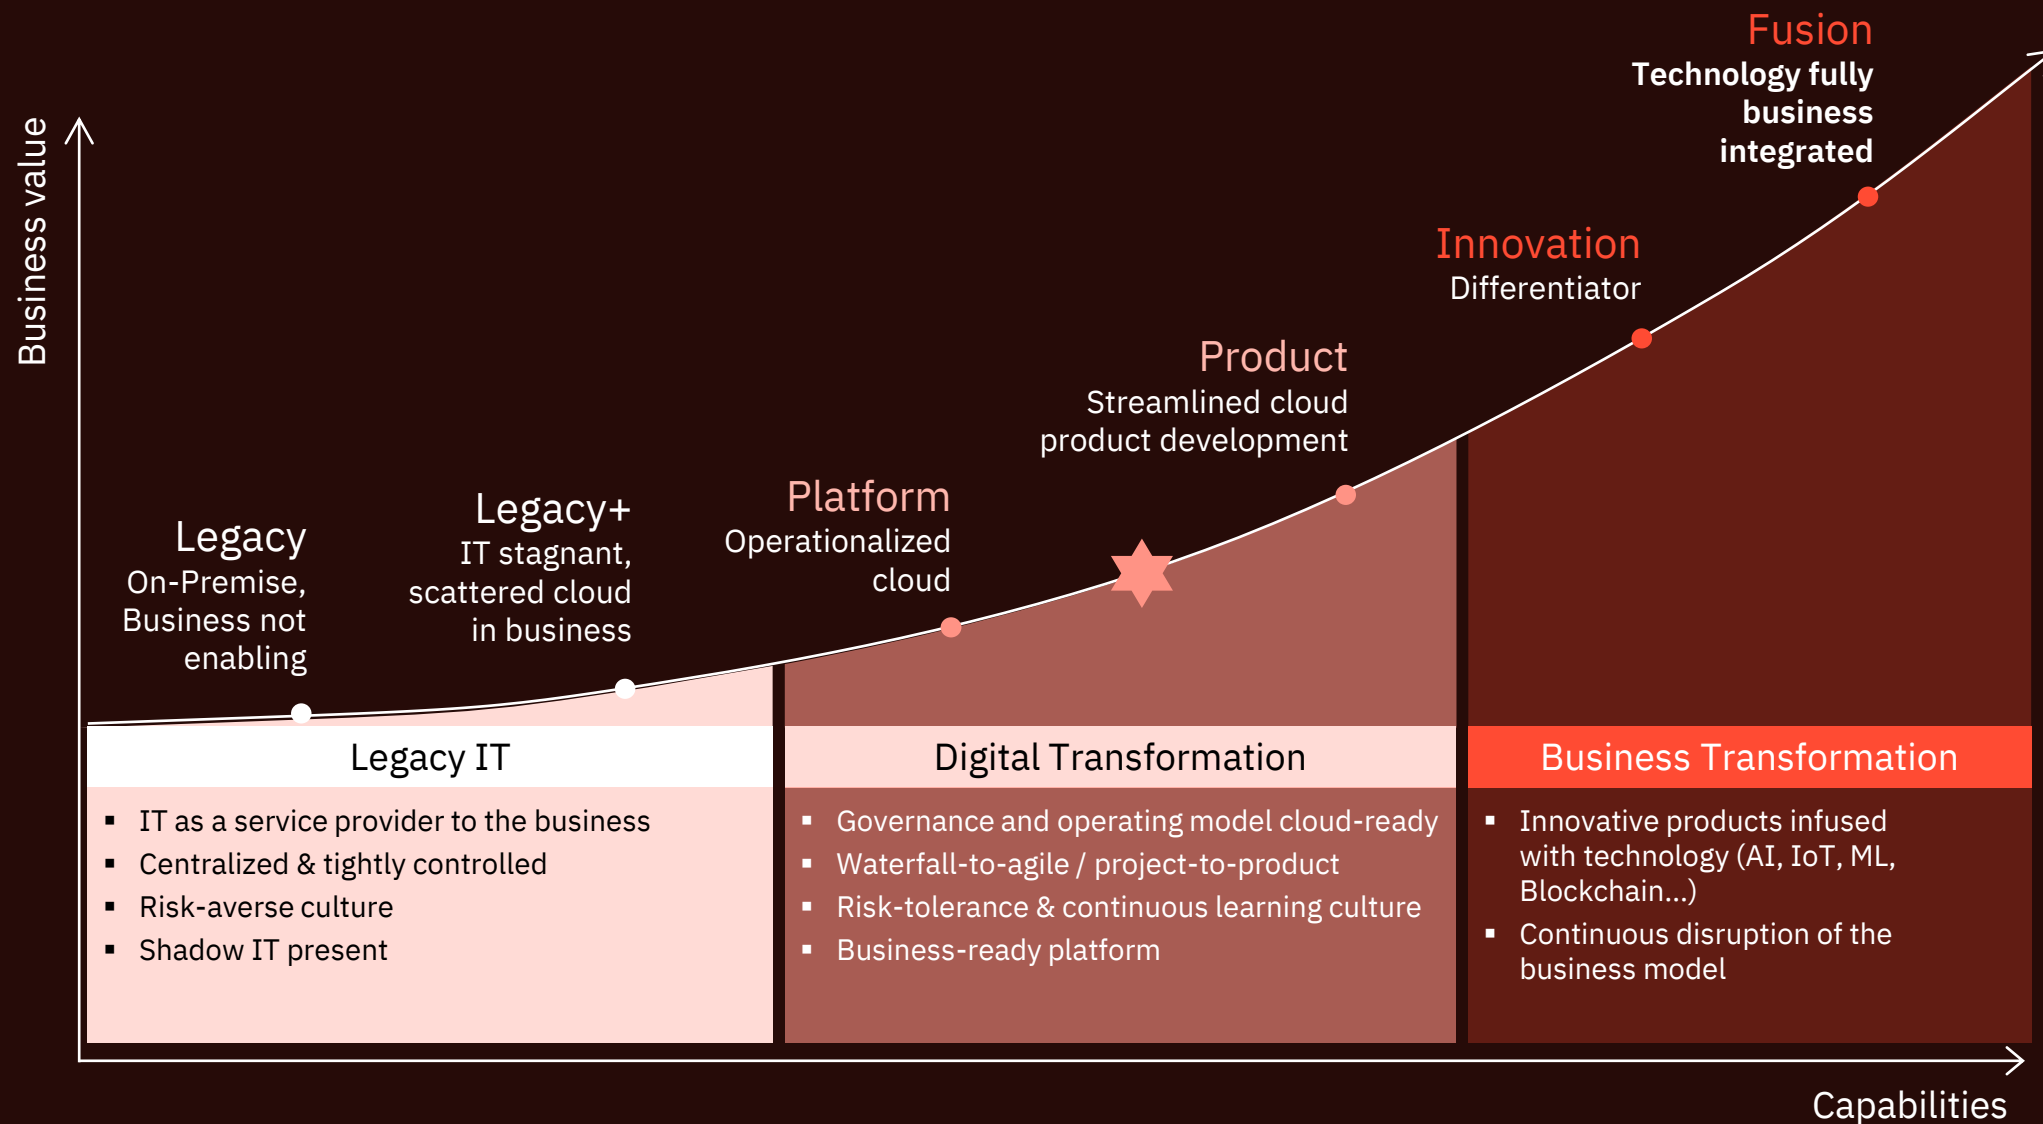 Fusion
Technology fully
business
integrated
Business value
Innovation
Differentiator
Product
Streamlined cloud
product development
Platform
Operationalized
cloud
Legacy+
IT stagnant,
scattered cloud
in business
Legacy
On-Premise,
Business not
enabling
Legacy IT
▪ IT as a service provider to the business
▪ Centralized & tightly controlled
▪ Risk-averse culture
▪ Shadow IT present
Digital Transformation
▪ Governance and operating model cloud-ready
▪ Waterfall-to-agile / project-to-product
▪ Risk-tolerance & continuous learning culture
▪ Business-ready platform
Business Transformation
▪ Innovative products infused
with technology (AI, IoT, ML,
Blockchain...)
▪ Continuous disruption of the
business model
Capabilities